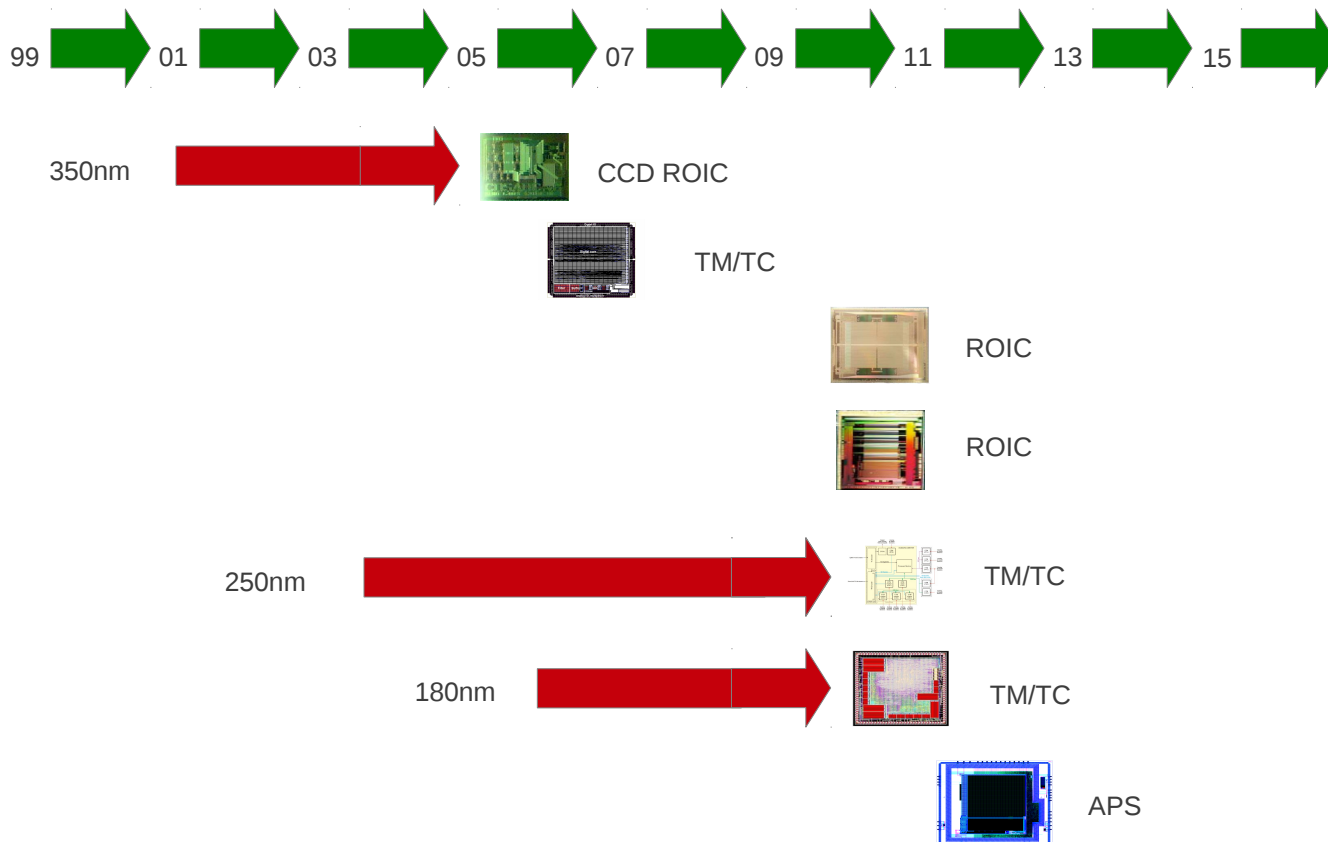 99 01 03 05 07 09 11 13 15
350nm
CCD ROIC
TM/TC
ROIC
ROIC
250nm
TM/TC
180nm
TM/TC
APS